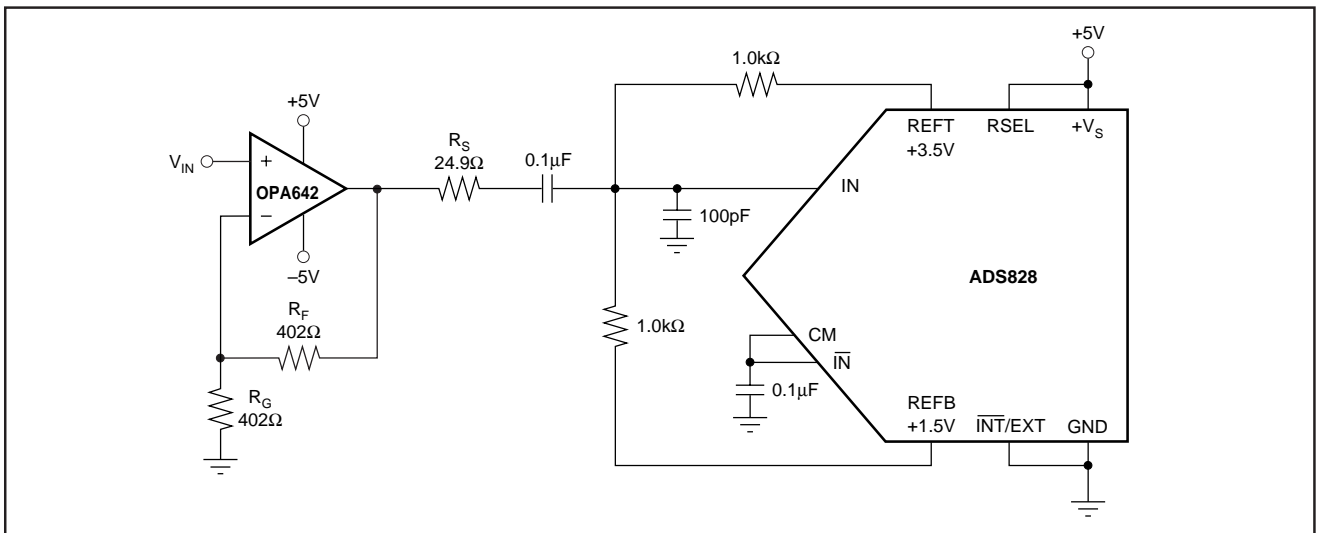 +5V
1.0kΩ
+5V
REFT
+3.5V
RSEL
+VS
VIN
+
OPA642
–
–5V
RS
24.9Ω
0.1µF
IN
100pF
ADS828
RF
402Ω
1.0kΩ
CM
IN
0.1µF
RG
402Ω
REFB
+1.5V
INT/EXT
GND